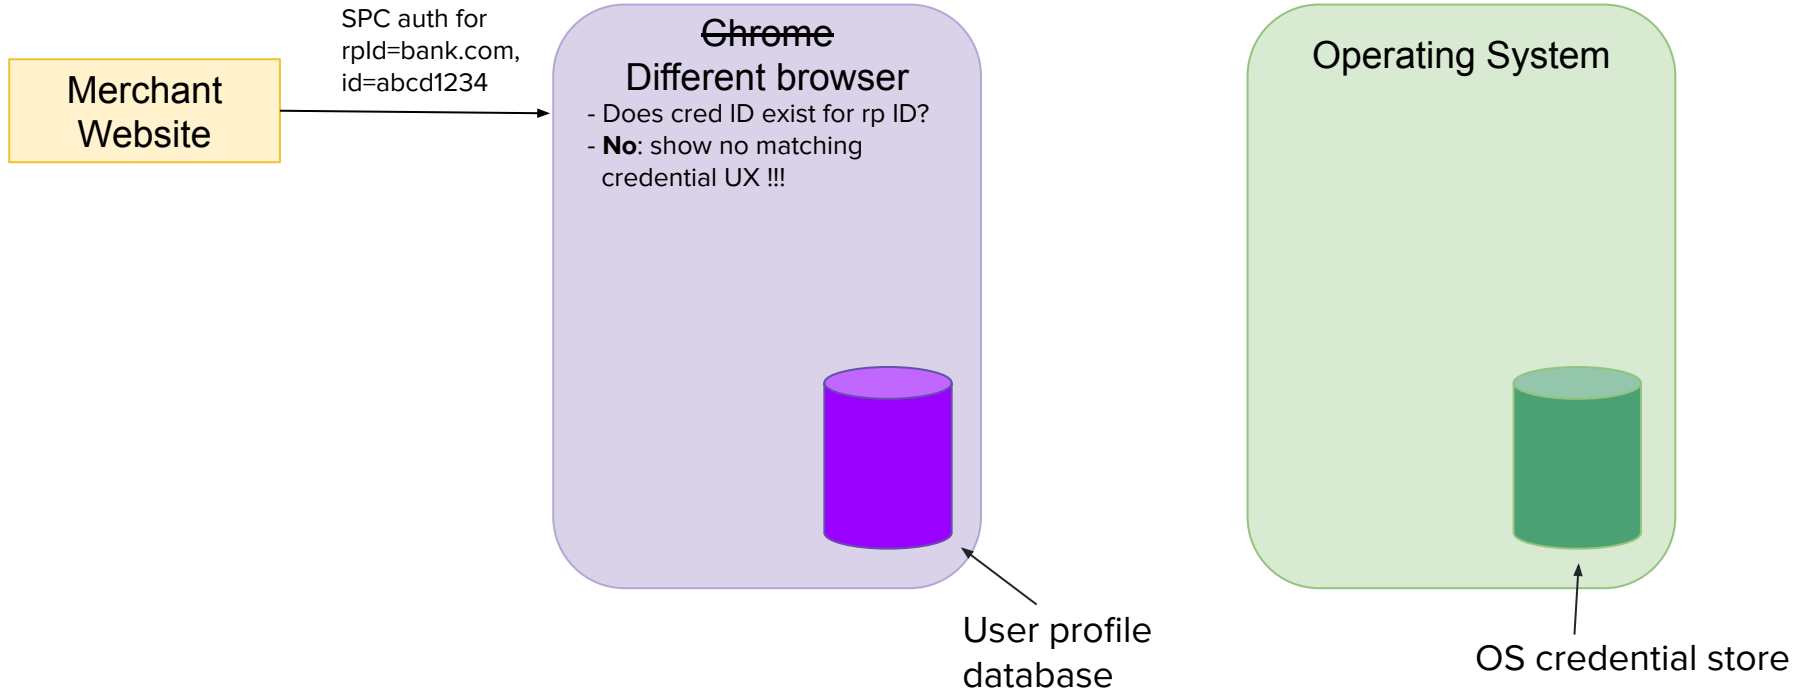 SPC auth for
rpId=bank.com,
id=abcd1234
Merchant
Website
Chrome
Different browser
- Does cred ID exist for rp ID?
- No: show no matching
credential UX !!!
Operating System
User profile
database
OS credential store